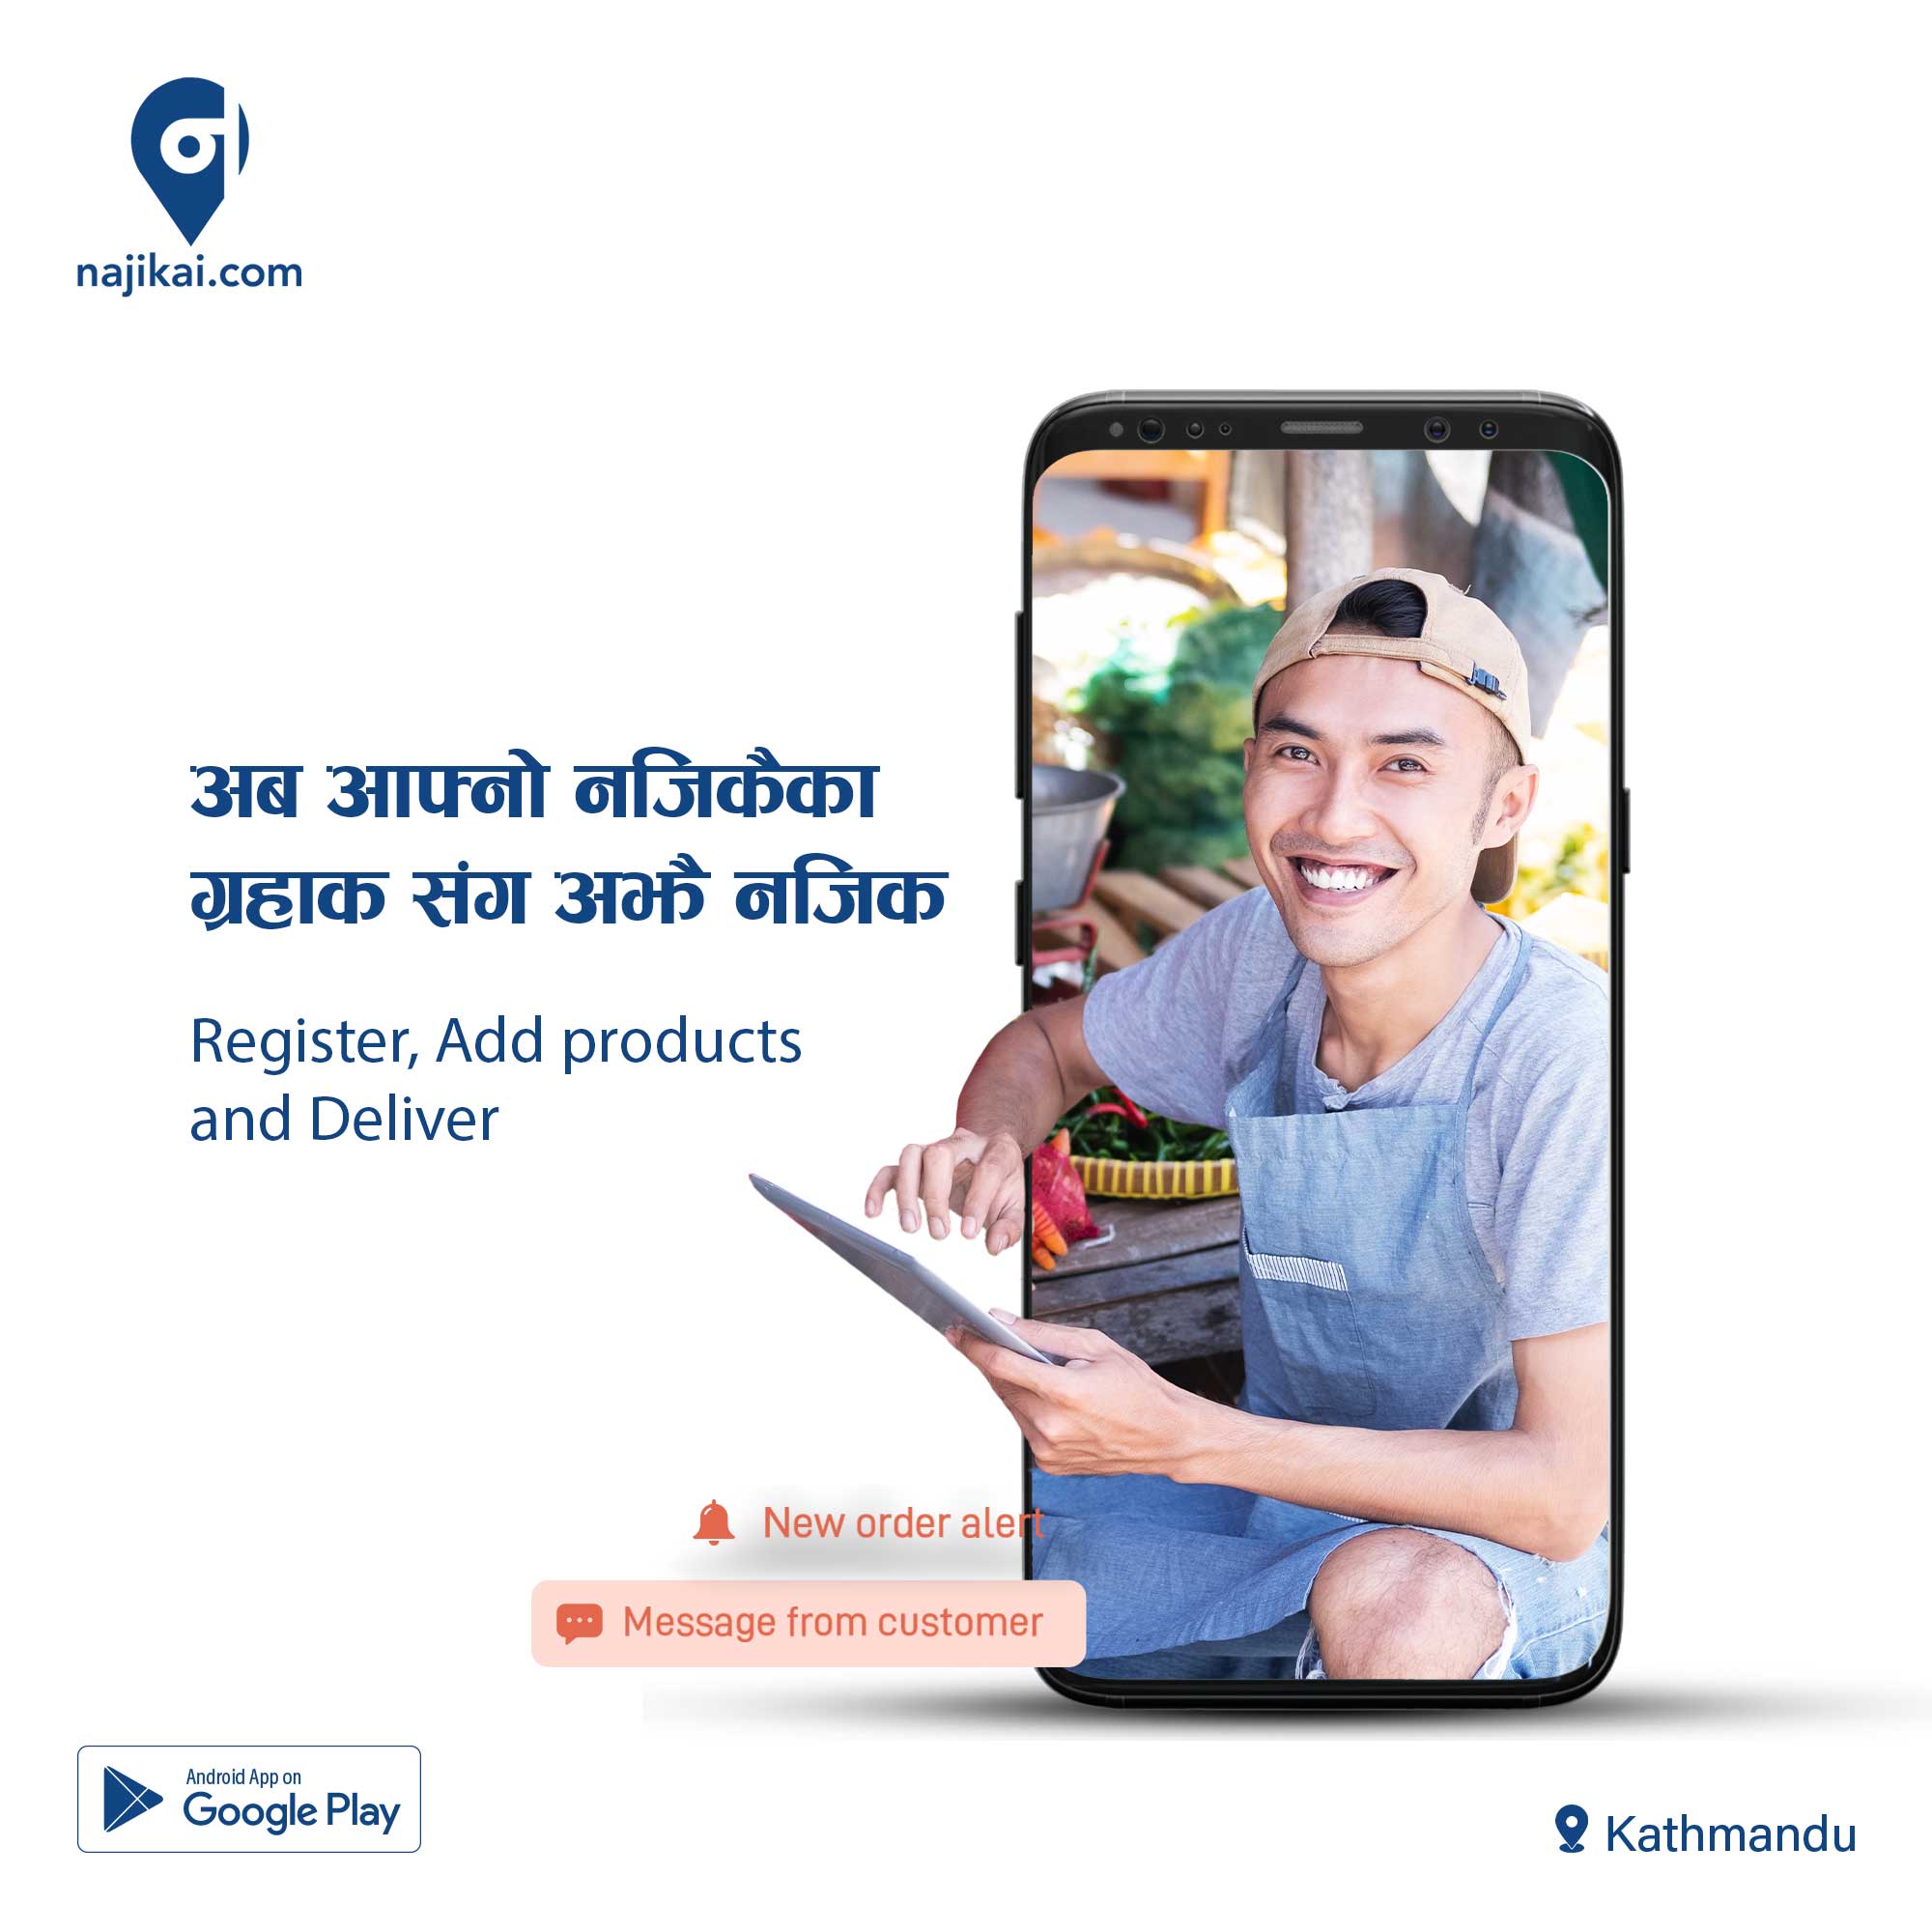 najikai.com
अब आफ्नो नजिकैका
ग्रहाक संग अझै नजिक
Register, Add products
and Deliver
New order alert
Message from customer
Android App on
Google Play
Kathmandu